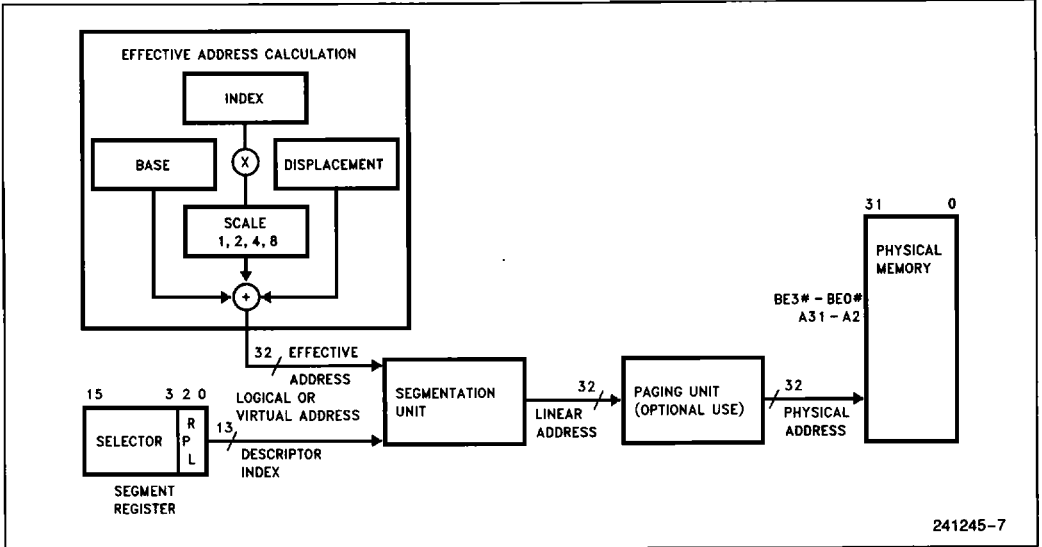 EFFECTIVE ADDRESS CALCULATION
INDEX
BASE
X
DISPLACEMENT
SCALE
1, 2, 4, 8
+
31 0
PHYSICAL
MEMORY
BE3# – BE0#
A31 – A2
32 EFFECTIVE
ADDRESS
LOGICAL OR
VIRTUAL ADDRESS
SEGMENTATION
UNIT
32
LINEAR
ADDRESS
PAGING UNIT
(OPTIONAL USE)
32
PHYSICAL
ADDRESS
15 3 2 0
SELECTOR
R
P
L
13
DESCRIPTOR
INDEX
SEGMENT
REGISTER
241245–7